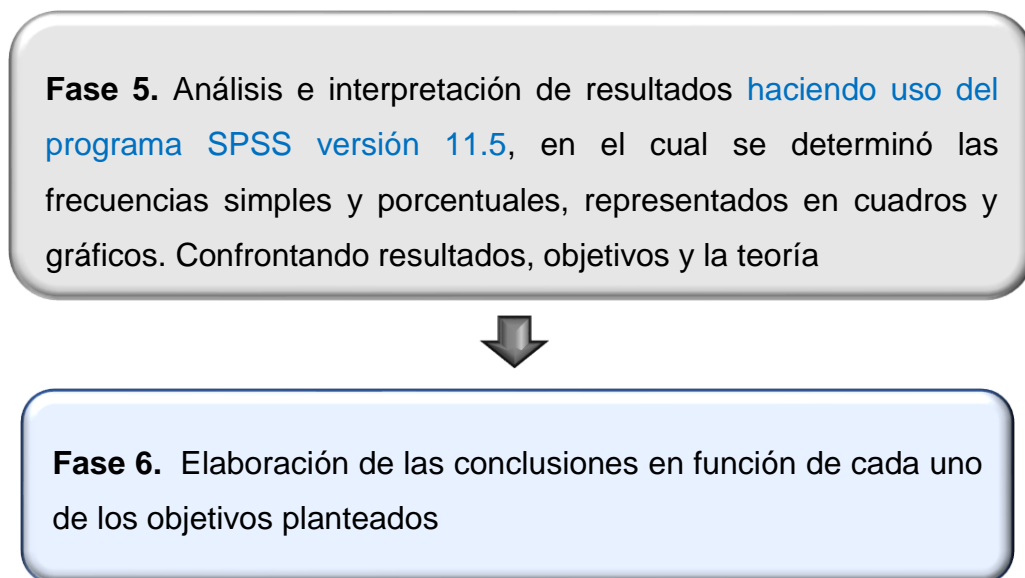 Fase 5. Análisis e interpretación de resultados haciendo uso del
programa SPSS versión 11.5, en el cual se determinó las
frecuencias simples y porcentuales, representados en cuadros y
gráficos. Confrontando resultados, objetivos y la teoría
Fase 6. Elaboración de las conclusiones en función de cada uno
de los objetivos planteados